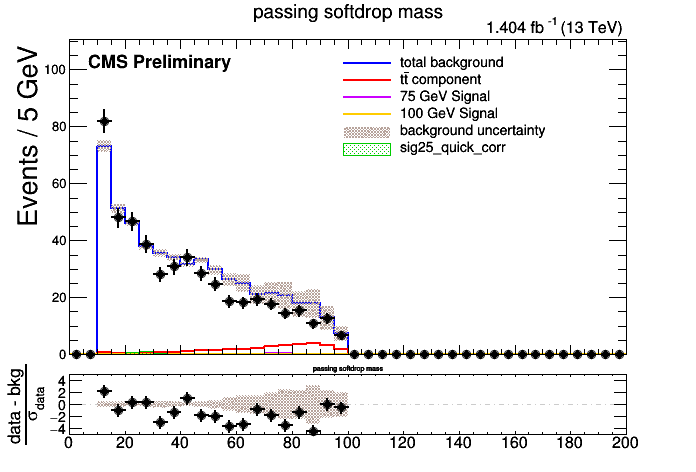 passing softdrop mass
1.404 fb -1 (13 TeV)
CMS Preliminary
total background
tt̄ component
75 GeV Signal
100 GeV Signal
background uncertainty
sig25_quick_corr
Events / 5 GeV
100
80
60
40
20
0
passing softdrop mass
data - bkg
σ data
4
2
0
−2
−4
0 20 40 60 80 100 120 140 160 180 200